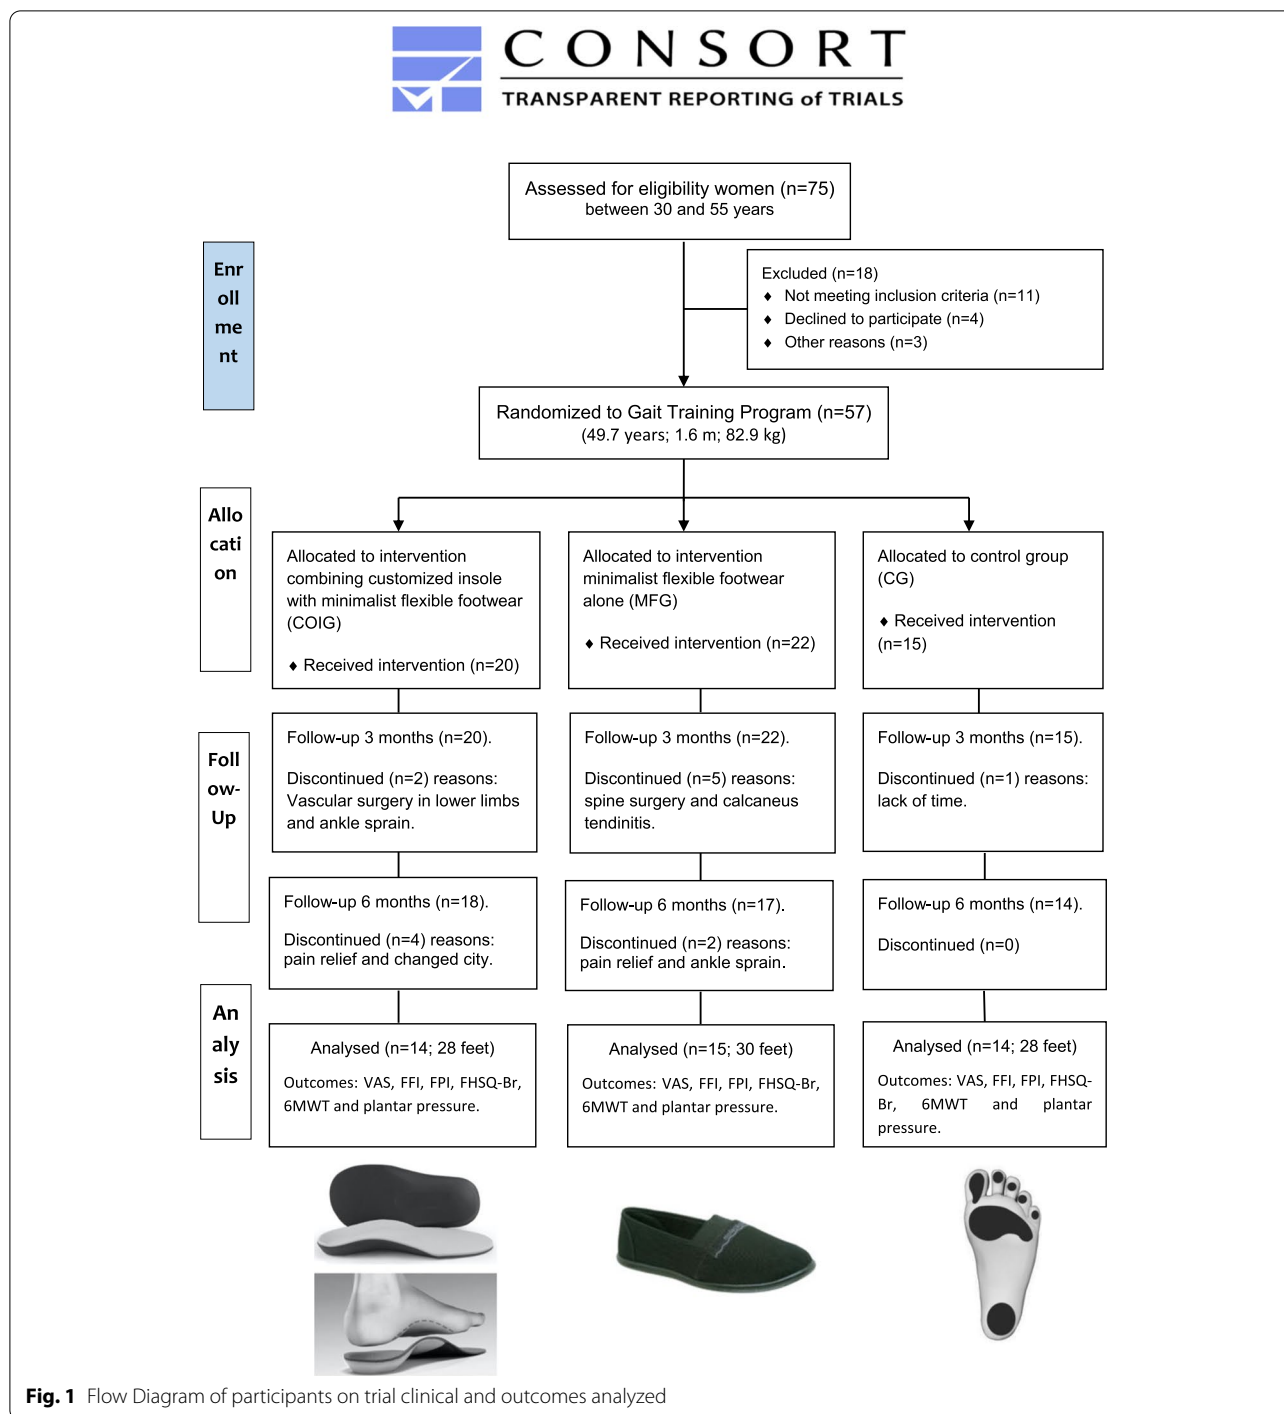 CONSORT
TRANSPARENT REPORTING of TRIALS
Assessed for eligibility women (n=75)
between 30 and 55 years
Enr
oll
me
nt
Excluded (n=18)
♦ Not meeting inclusion criteria (n=11)
♦ Declined to participate (n=4)
♦ Other reasons (n=3)
Randomized to Gait Training Program (n=57)
(49.7 years; 1.6 m; 82.9 kg)
Allo
cati
on
Allocated to intervention
combining customized insole
with minimalist flexible footwear
(COIG)
♦ Received intervention (n=20)
Allocated to intervention
minimalist flexible footwear
alone (MFG)
♦ Received intervention (n=22)
Allocated to control group
(CG)
♦ Received intervention
(n=15)
Foll
ow-
Up
Follow-up 3 months (n=20).
Discontinued (n=2) reasons:
Vascular surgery in lower limbs
and ankle sprain.
Follow-up 3 months (n=22).
Discontinued (n=5) reasons:
spine surgery and calcaneus
tendinitis.
Follow-up 3 months (n=15).
Discontinued (n=1) reasons:
lack of time.
Follow-up 6 months (n=18).
Discontinued (n=4) reasons:
pain relief and changed city.
Follow-up 6 months (n=17).
Discontinued (n=2) reasons:
pain relief and ankle sprain.
Follow-up 6 months (n=14).
Discontinued (n=0)
An
aly
sis
Analysed (n=14; 28 feet)
Outcomes: VAS, FFI, FPI, FHSQ-Br,
6MWT and plantar pressure.
Analysed (n=15; 30 feet)
Outcomes: VAS, FFI, FPI, FHSQ-Br,
6MWT and plantar pressure.
Analysed (n=14; 28 feet)
Outcomes: VAS, FFI, FPI, FHSQ-
Br, 6MWT and plantar
pressure.
Fig. 1 Flow Diagram of participants on trial clinical and outcomes analyzed